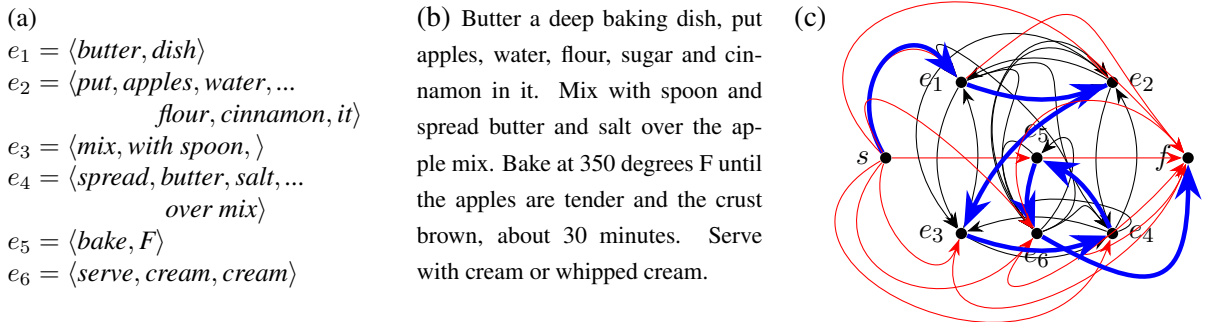 (a)
e₁ = ⟨butter, dish⟩
e₂ = ⟨put, apples, water, ...
flour, cinnamon, it⟩
e₃ = ⟨mix, with spoon, ⟩
e₄ = ⟨spread, butter, salt, ...
over mix⟩
e₅ = ⟨bake, F⟩
e₆ = ⟨serve, cream, cream⟩
(b) Butter a deep baking dish, put
apples, water, flour, sugar and cin-
namon in it. Mix with spoon and
spread butter and salt over the ap-
ple mix. Bake at 350 degrees F until
the apples are tender and the crust
brown, about 30 minutes. Serve
with cream or whipped cream.
(c)
e₁
e₂
e₅
s
f
e₃
e₄
e₆